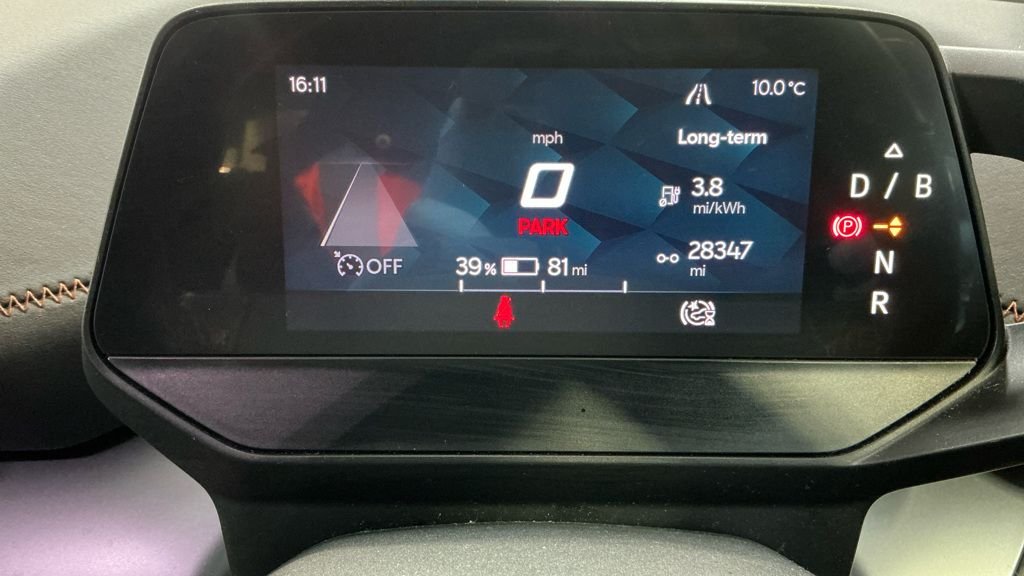 16:11
10.0°C
mph
Long-term
0
PARK
3.8
mi/kWh
28347
mi
OFF
39% 81 mi
D / B
P
N
R